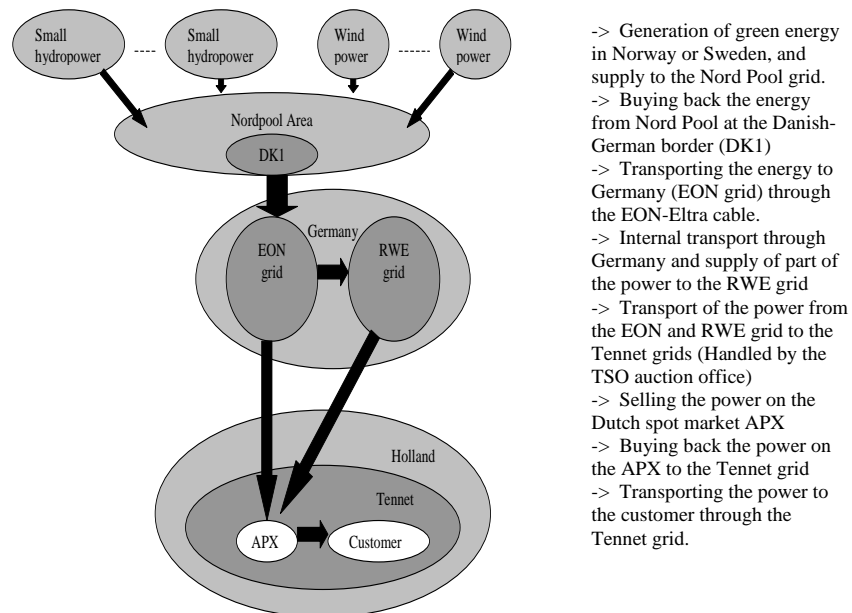 Small
hydropower
----
Small
hydropower
Wind
power
------
Wind
power
Nordpool Area
DK1
Germany
EON
grid
RWE
grid
Holland
Tennet
APX
Customer
-> Generation of green energy
in Norway or Sweden, and
supply to the Nord Pool grid.
-> Buying back the energy
from Nord Pool at the Danish-
German border (DK1)
-> Transporting the energy to
Germany (EON grid) through
the EON-Eltra cable.
-> Internal transport through
Germany and supply of part of
the power to the RWE grid
-> Transport of the power from
the EON and RWE grid to the
Tennet grids (Handled by the
TSO auction office)
-> Selling the power on the
Dutch spot market APX
-> Buying back the power on
the APX to the Tennet grid
-> Transporting the power to
the customer through the
Tennet grid.